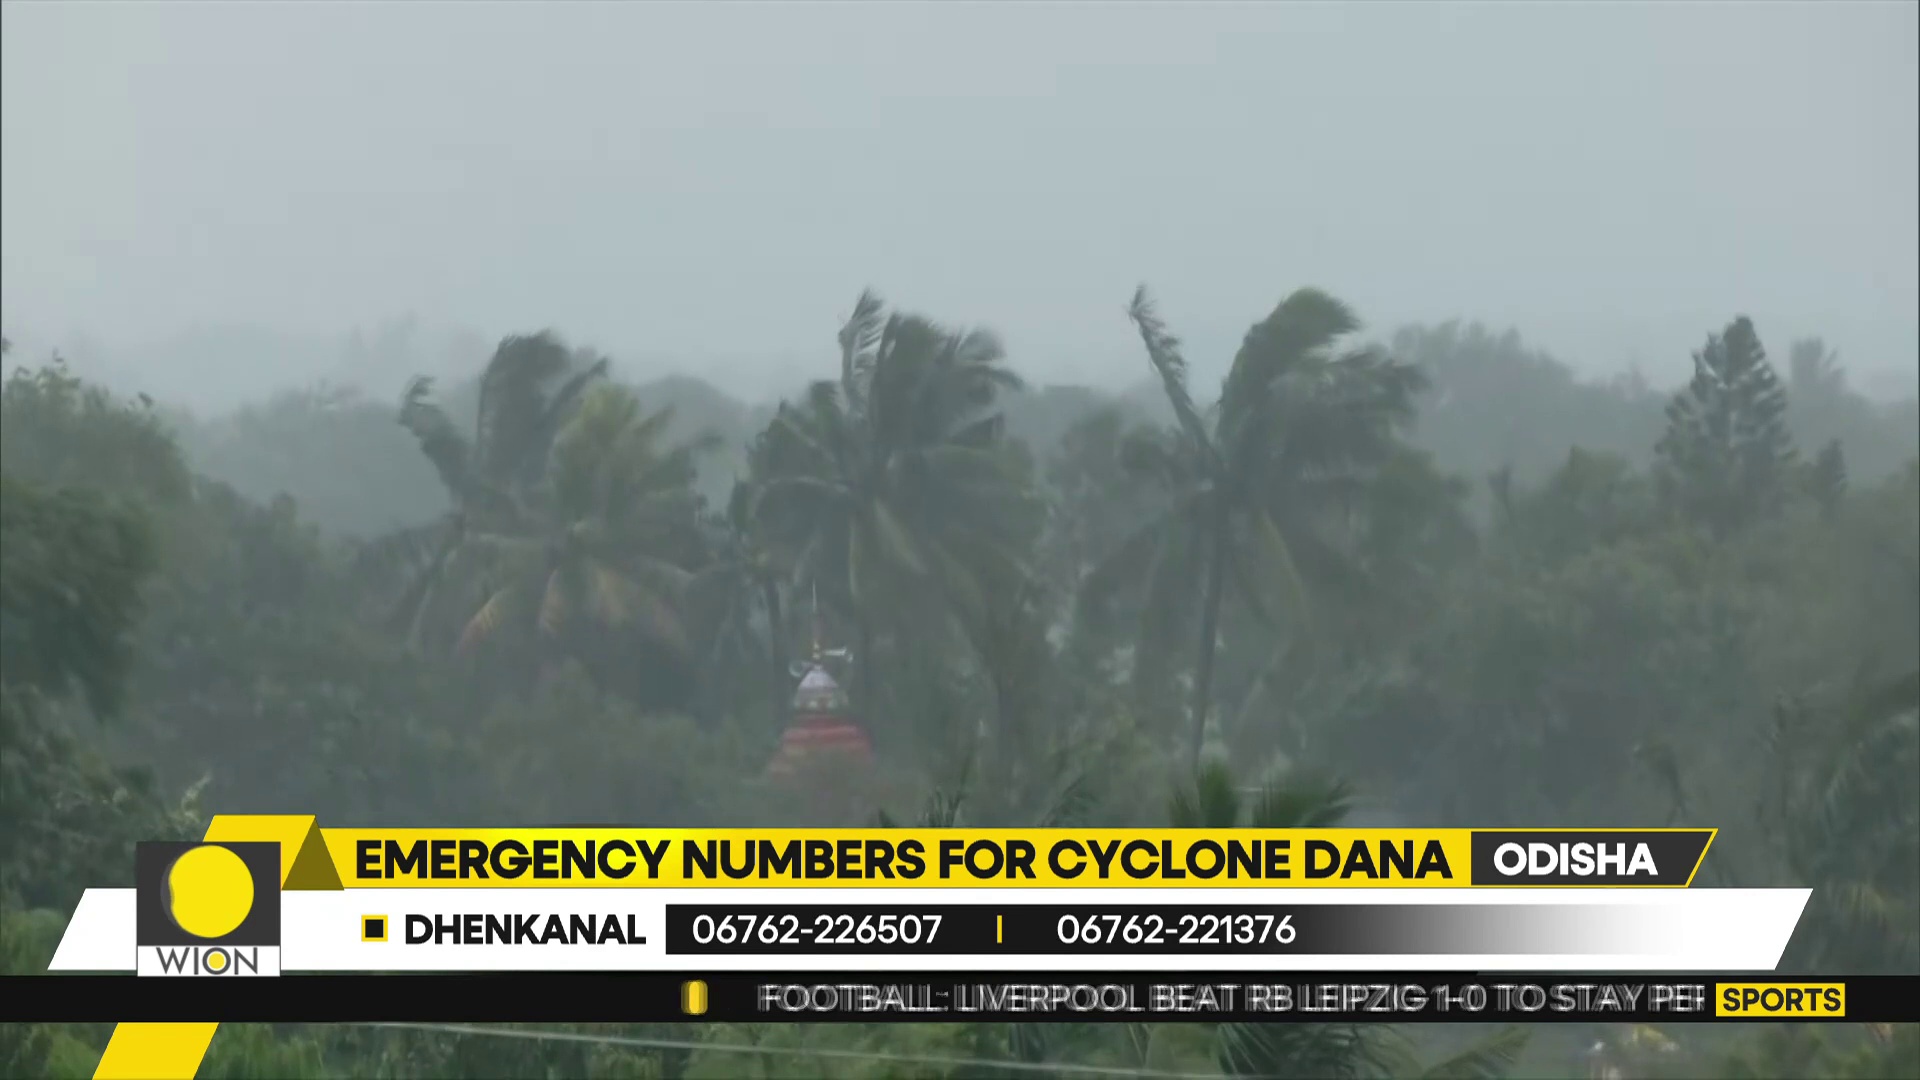 EMERGENCY NUMBERS FOR CYCLONE DANA ODISHA
DHENKANAL 06762-226507 | 06762-221376
WION
FOOTBALL: LIVERPOOL BEAT RB LEIPZIG 1-0 TO STAY SPORTS